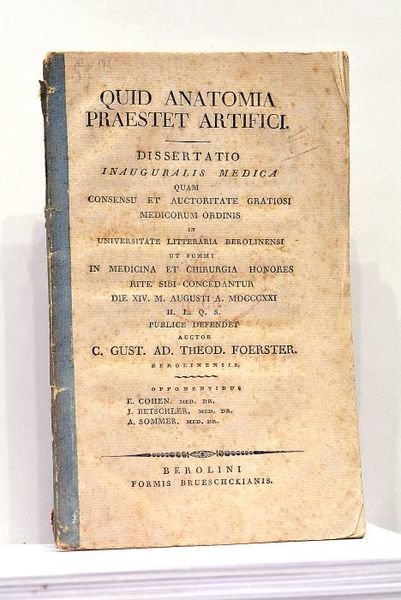 QUID ANATOMIA
PRAESTET ARTIFICI.
DISSERTATIO
INAUGURALIS MEDICA
QUAM
CONSENSU ET AUCTORITATE GRATIOSI
MEDICORUM ORDINIS
IN
UNIVERSITATE LITTERARIA BEROLINENSI
UT SUMMI
IN MEDICINA ET CHIRURGIA HONORES
RITE SIBI CONCEDANTUR
DIE XIV. M. AUGUSTI A. MDCCCXXI
H. L. Q. S.
PUBLICE DEFENDET
AUCTOR
C. GUST. AD. THEOD. FOERSTER.
BEROLINENSIS.
OPPONENTIBUS
E. COHEN, MED. DR.
J. BETSCHLER, MED. DR.
A. SOMMER, MED. DR.
BEROLINI
FORMIS BRUESCHCKIANIS.